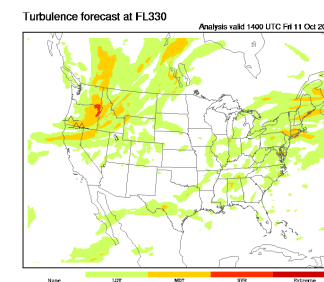 Turbulence forecast at FL330
Analysis valid 1400 UTC Fri 11 Oct 20
None LGT MDT SVR Extreme